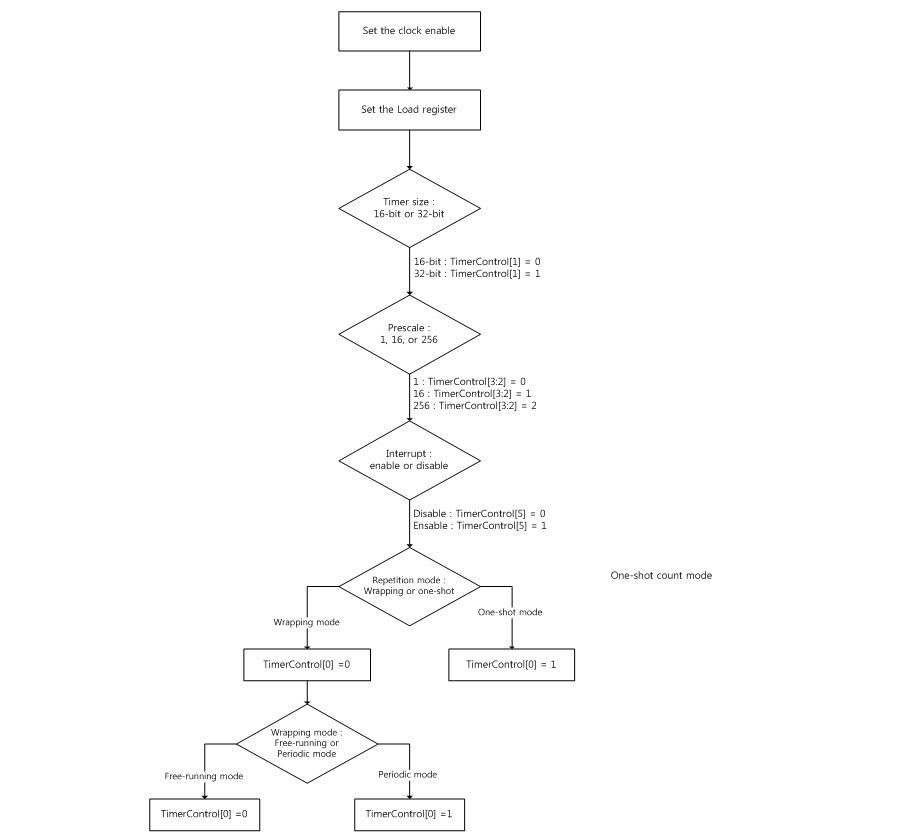 Set the clock enable
Set the Load register
Timer size :
16-bit or 32-bit
16-bit : TimerControl[1] = 0
32-bit : TimerControl[1] = 1
Prescale :
1, 16, or 256
1 : TimerControl[3:2] = 0
16 : TimerControl[3:2] = 1
256 : TimerControl[3:2] = 2
Interrupt :
enable or disable
Disable : TimerControl[5] = 0
Ensable : TimerControl[5] = 1
Repetition mode :
Wrapping or one-shot
One-shot count mode
Wrapping mode
One-shot mode
TimerControl[0] =0
TimerControl[0] = 1
Wrapping mode :
Free-running or
Periodic mode
Free-running mode
Periodic mode
TimerControl[0] =0
TimerControl[0] =1